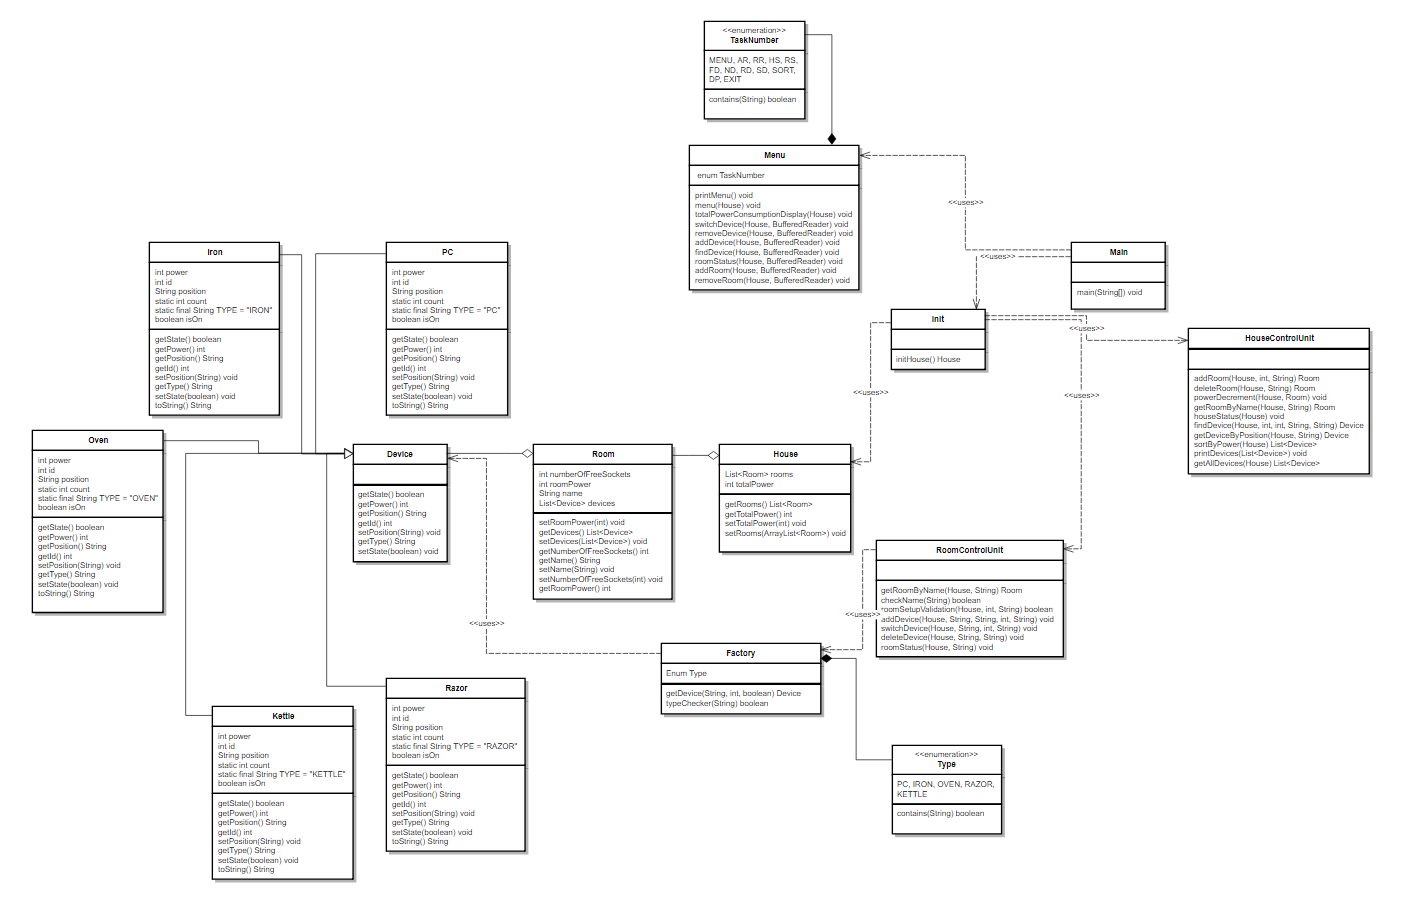 <<enumeration>>
TaskNumber
MENU, AR, RR, HS, RS,
FD, ND, RD, SD, SORT,
DP, EXIT
contains(String) boolean
Menu
enum TaskNumber
printMenu() void
menu(House) void
totalPowerConsumptionDisplay(House) void
switchDevice(House, BufferedReader) void
removeDevice(House, BufferedReader) void
addDevice(House, BufferedReader) void
findDevice(House, BufferedReader) void
roomStatus(House, BufferedReader) void
addRoom(House, BufferedReader) void
removeRoom(House, BufferedReader) void
<<uses>>
<<uses>>
Main
main(String[]) void
Iron
int power
int id
String position
static int count
static final String TYPE = "IRON"
boolean isOn
getState() boolean
getPower() int
getPosition() String
getId() int
setPosition(String) void
getType() String
setState(boolean) void
toString() String
PC
int power
int id
String position
static int count
static final String TYPE = "PC"
boolean isOn
getState() boolean
getPower() int
getPosition() String
getId() int
setPosition(String) void
getType() String
setState(boolean) void
toString() String
Init
initHouse() House
<<uses>>
<<uses>>
<<uses>>
HouseControlUnit
addRoom(House, int, String) Room
deleteRoom(House, String) Room
powerDecrement(House, Room) void
getRoomByName(House, String) Room
houseStatus(House) void
findDevice(House, int, int, String, String) Device
getDeviceByPosition(House, String) Device
sortByPower(House) List<Device>
printDevices(List<Device>) void
getAllDevices(House) List<Device>
Oven
int power
int id
String position
static int count
static final String TYPE = "OVEN"
boolean isOn
getState() boolean
getPower() int
getPosition() String
getId() int
setPosition(String) void
getType() String
setState(boolean) void
toString() String
Device
getState() boolean
getPower() int
getPosition() String
getId() int
setPosition(String) void
getType() String
setState(boolean) void
Room
int numberOfFreeSockets
int roomPower
String name
List<Device> devices
setRoomPower(int) void
getDevices() List<Device>
setDevices(List<Device>) void
getNumberOfFreeSockets() int
getName() String
setName(String) void
setNumberOfFreeSockets(int) void
getRoomPower() int
House
List<Room> rooms
int totalPower
getRooms() List<Room>
getTotalPower() int
setTotalPower(int) void
setRooms(ArrayList<Room>) void
RoomControlUnit
getRoomByName(House, String) Room
checkName(String) boolean
roomSetupValidation(House, int, String) boolean
addDevice(House, String, String, int, String) void
switchDevice(House, String, int, String) void
deleteDevice(House, String, String) void
roomStatus(House, String) void
<<uses>>
<<uses>>
Factory
Enum Type
getDevice(String, int, boolean) Device
typeChecker(String) boolean
Kettle
int power
int id
String position
static int count
static final String TYPE = "KETTLE"
boolean isOn
getState() boolean
getPower() int
getPosition() String
getId() int
setPosition(String) void
getType() String
setState(boolean) void
toString() String
Razor
int power
int id
String position
static int count
static final String TYPE = "RAZOR"
boolean isOn
getState() boolean
getPower() int
getPosition() String
getId() int
setPosition(String) void
getType() String
setState(boolean) void
toString() String
<<enumeration>>
Type
PC, IRON, OVEN, RAZOR,
KETTLE
contains(String) boolean